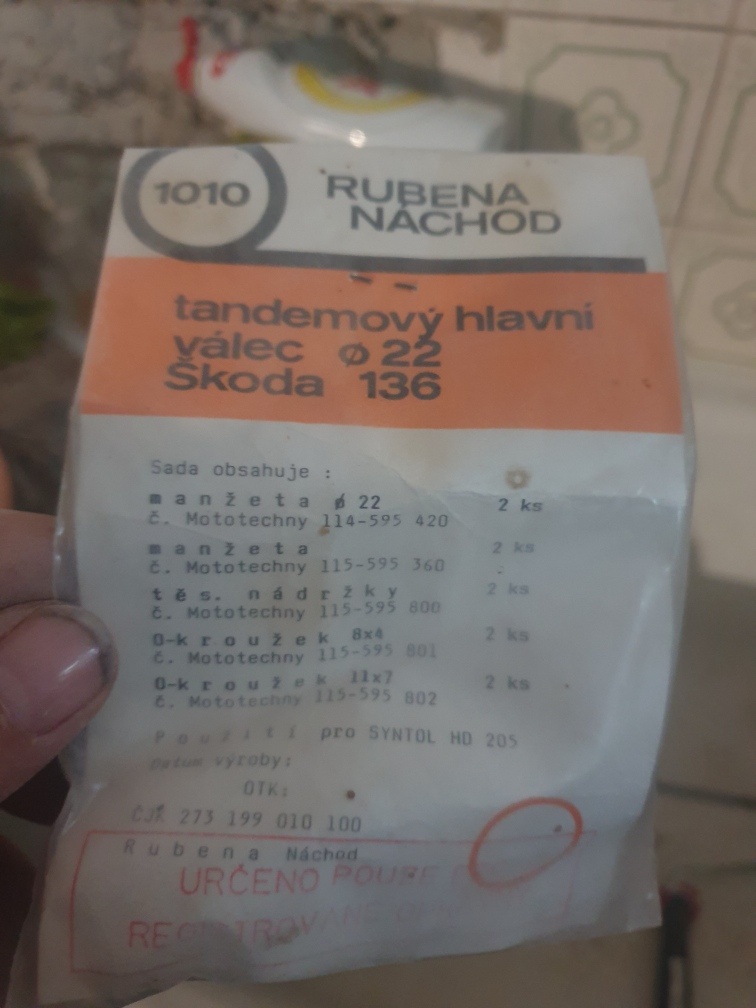 1010
RUBENA
NÁCHOD
tandemový hlavní
válec ø 22
Škoda 136
Sada obsahuje :
manžeta ø 22 2 ks
č. Mototechny 114-595 420
manžeta 2 ks
č. Mototechny 115-595 360
těs. nádržky 2 ks
č. Mototechny 115-595 800
O-kroužek 8x4 2 ks
č. Mototechny 115-595 801
O-kroužek 11x7 2 ks
č. Mototechny 115-595 802
Použití pro SYNTOL HD 205
Datum výroby:
OTK:
ČJK 273 199 010 100
Rubena Náchod
URČENO POUZE